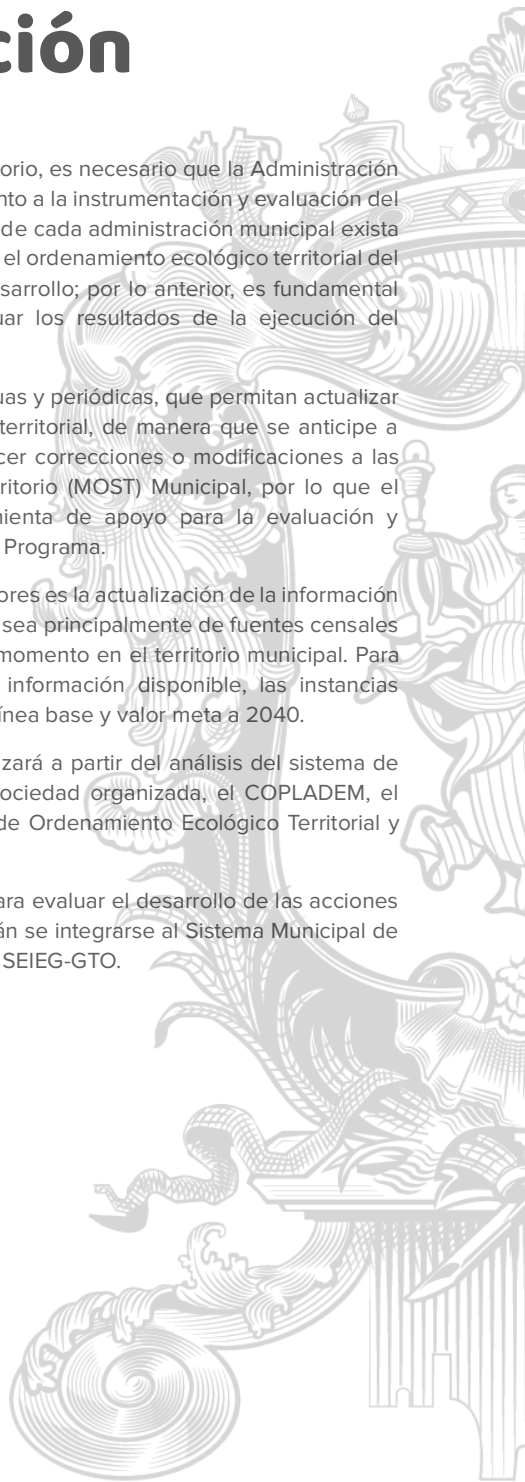 ción
orio, es necesario que la Administración
nto a la instrumentación y evaluación del
de cada administración municipal exista
el ordenamiento ecológico territorial del
sarrollo; por lo anterior, es fundamental
uar los resultados de la ejecución del
uas y periódicas, que permitan actualizar
territorial, de manera que se anticipe a
cer correcciones o modificaciones a las
ritorio (MOST) Municipal, por lo que el
mienta de apoyo para la evaluación y
Programa.
ores es la actualización de la información
sea principalmente de fuentes censales
momento en el territorio municipal. Para
información disponible, las instancias
línea base y valor meta a 2040.
izará a partir del análisis del sistema de
sociedad organizada, el COPLADEM, el
de Ordenamiento Ecológico Territorial y
ara evaluar el desarrollo de las acciones
án se integrarse al Sistema Municipal de
SEIEG-GTO.